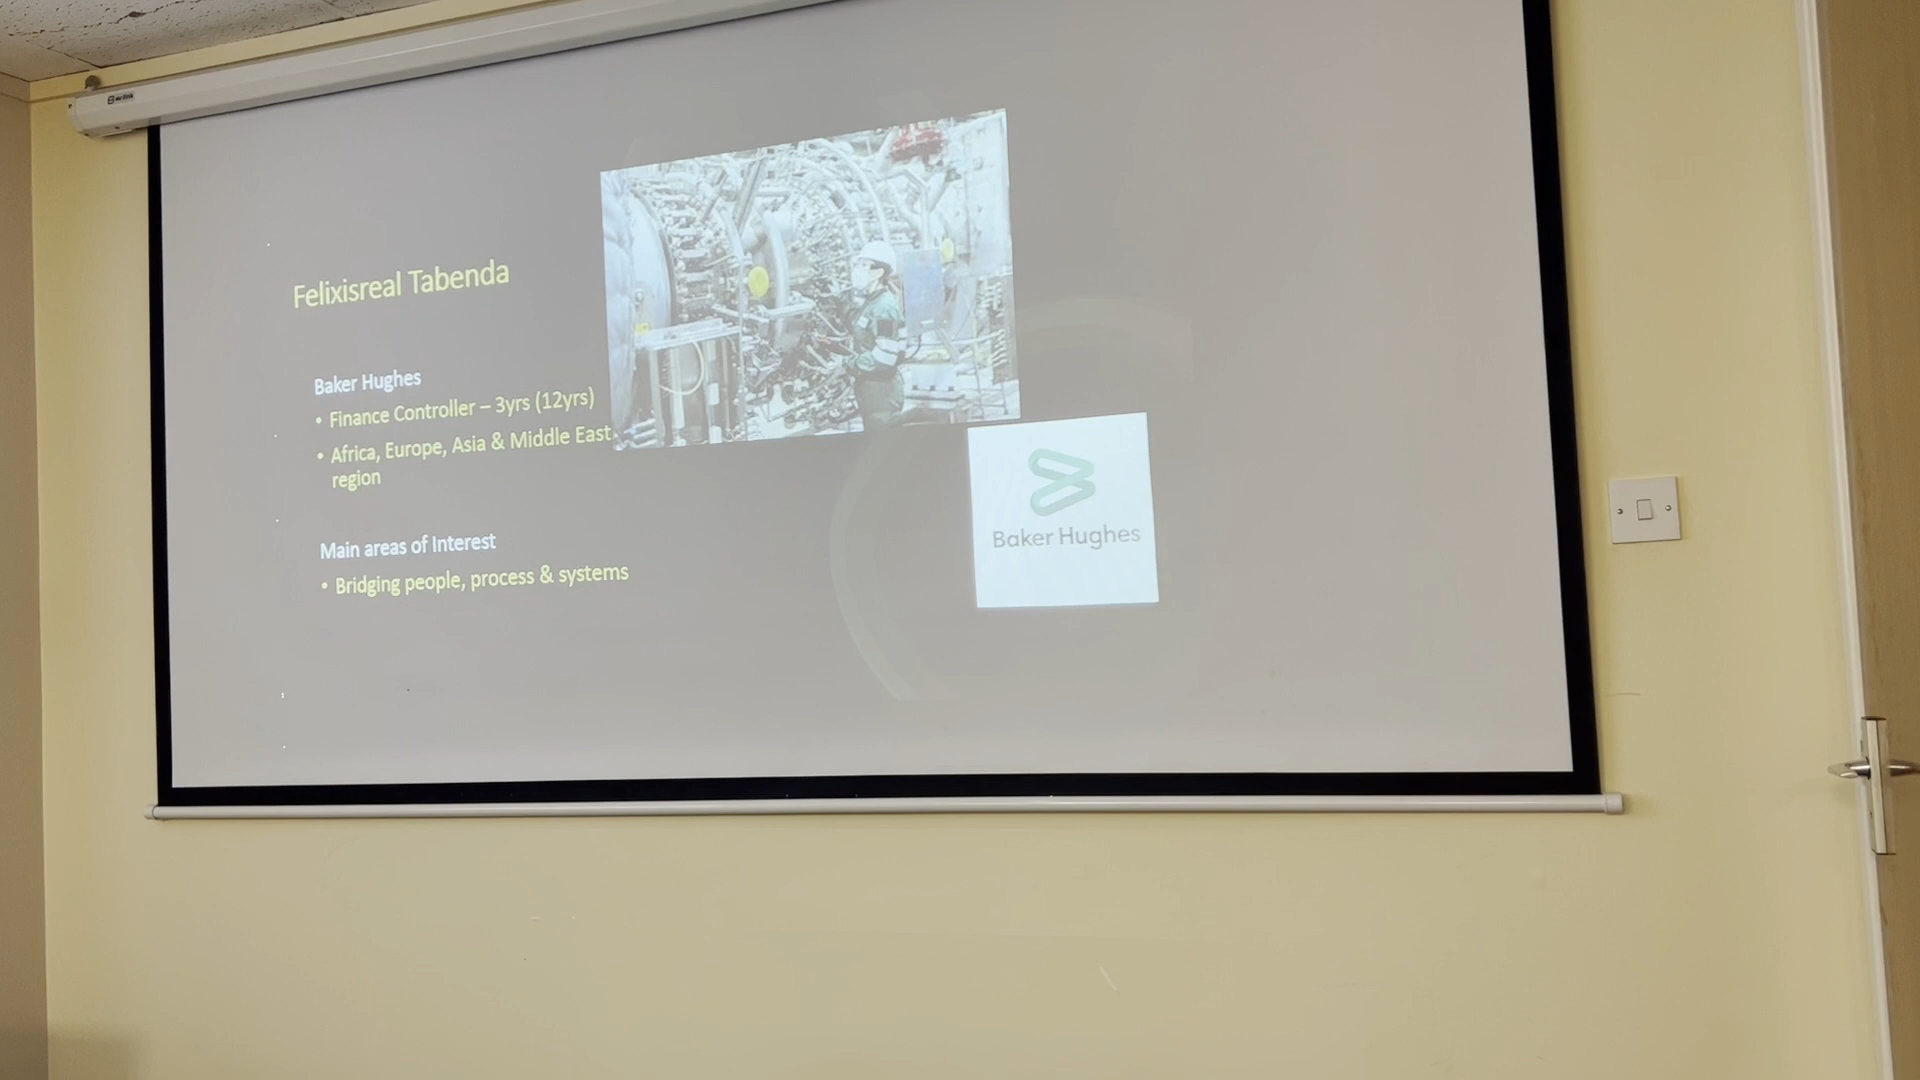 Felixisreal Tabenda
Baker Hughes
• Finance Controller – 3yrs (12yrs)
• Africa, Europe, Asia & Middle East
region
Main areas of Interest
• Bridging people, process & systems
Baker Hughes